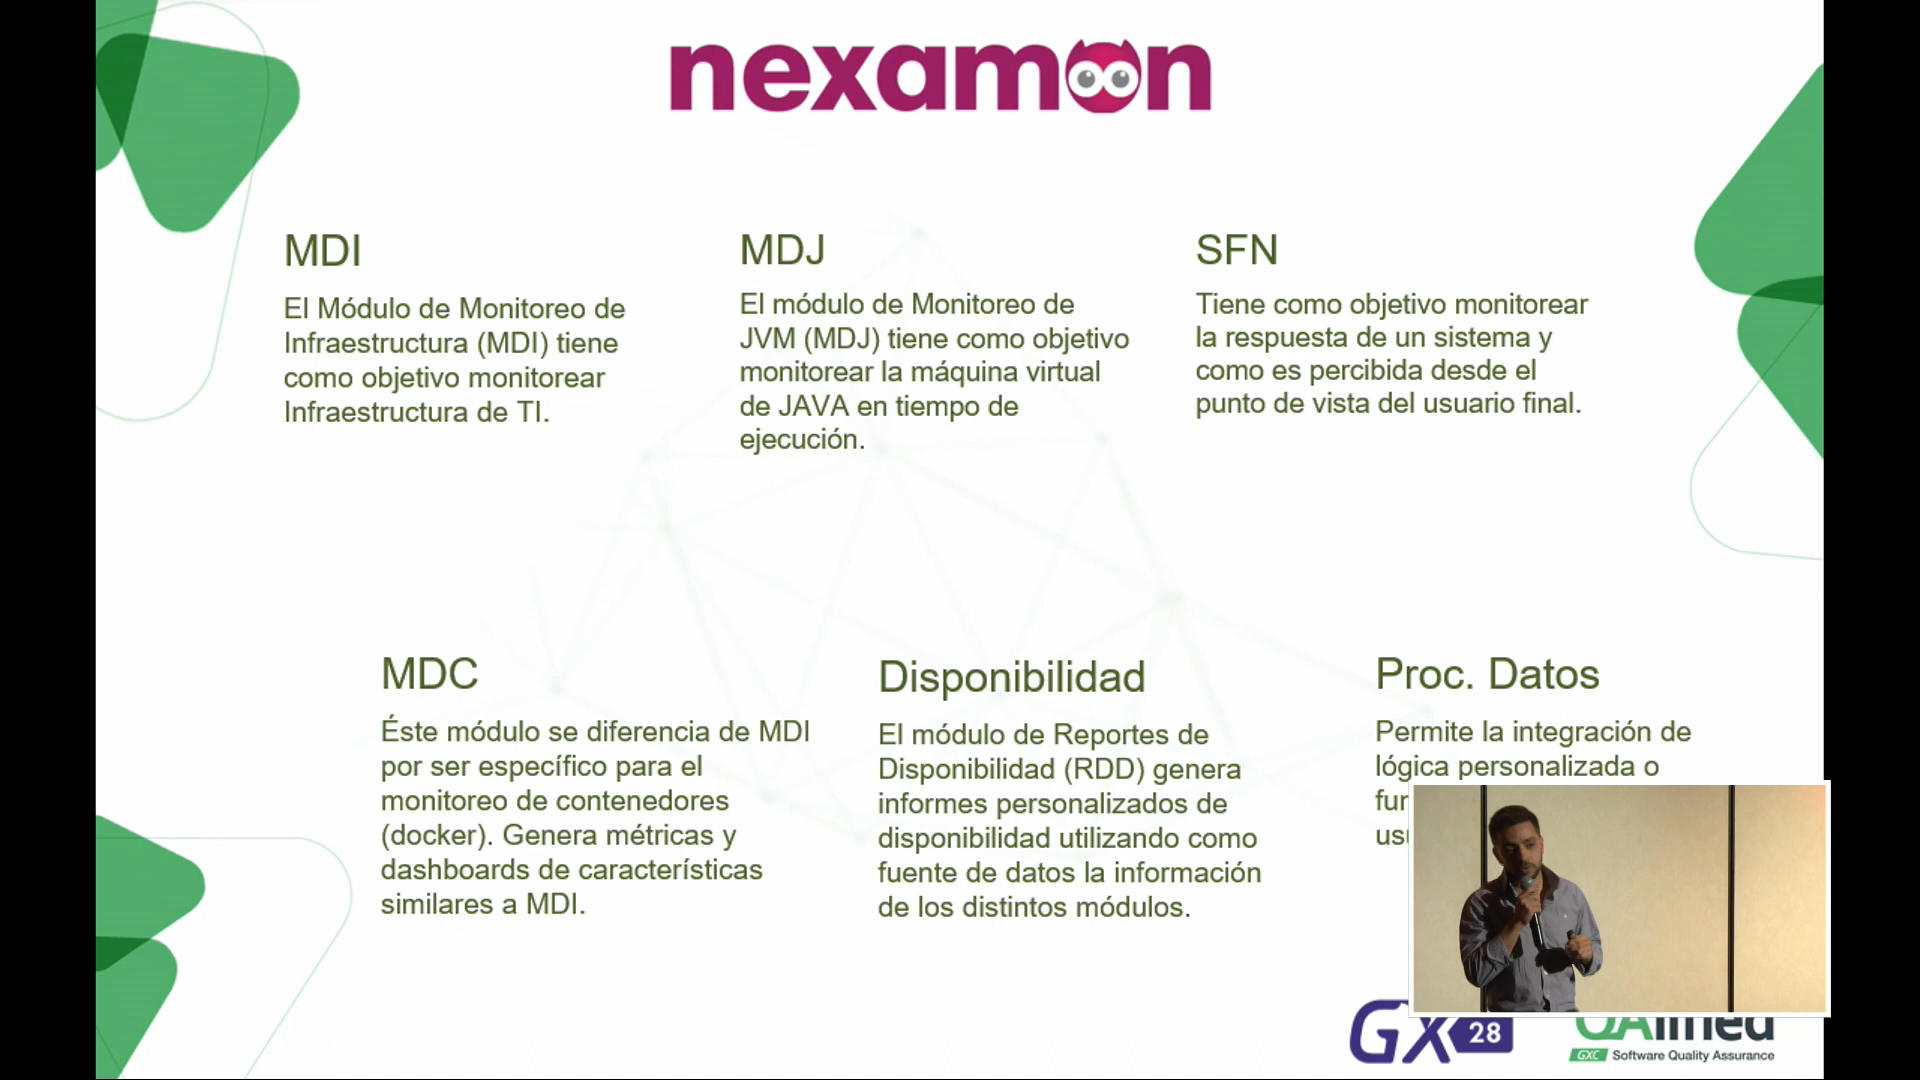 nexamon
MDI
El Módulo de Monitoreo de
Infraestructura (MDI) tiene
como objetivo monitorear
Infraestructura de TI.
MDJ
El módulo de Monitoreo de
JVM (MDJ) tiene como objetivo
monitorear la máquina virtual
de JAVA en tiempo de
ejecución.
SFN
Tiene como objetivo monitorear
la respuesta de un sistema y
como es percibida desde el
punto de vista del usuario final.
MDC
Éste módulo se diferencia de MDI
por ser específico para el
monitoreo de contenedores
(docker). Genera métricas y
dashboards de características
similares a MDI.
Disponibilidad
El módulo de Reportes de
Disponibilidad (RDD) genera
informes personalizados de
disponibilidad utilizando como
fuente de datos la información
de los distintos módulos.
Proc. Datos
Permite la integración de
lógica personalizada o
GX 28
GXC Software Quality Assurance